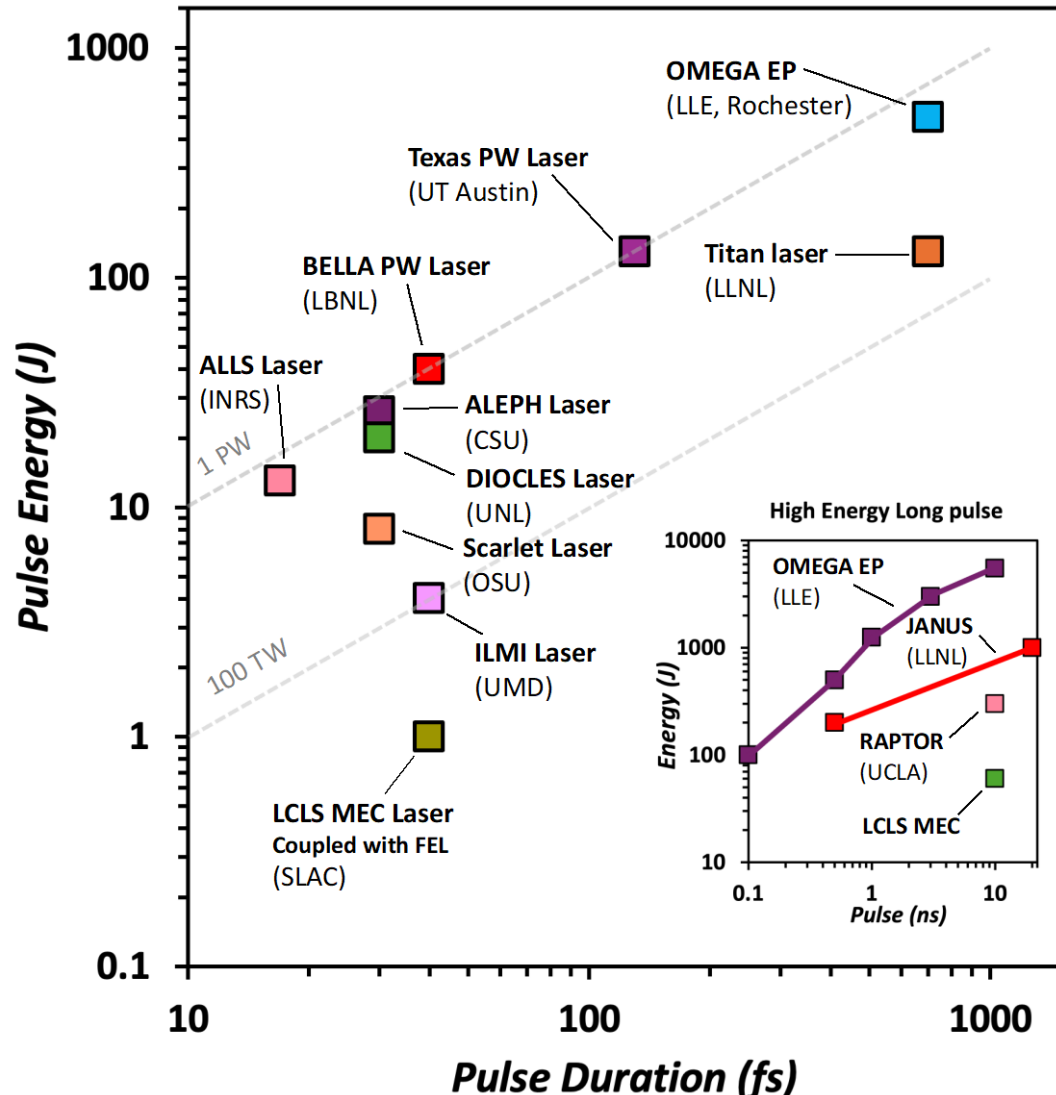 1000
100
10
1
0.1
Pulse Energy (J)
10
100
1000
Pulse Duration (fs)
OMEGA EP
(LLE, Rochester)
Texas PW Laser
(UT Austin)
Titan laser
(LLNL)
BELLA PW Laser
(LBNL)
ALLS Laser
(INRS)
ALEPH Laser
(CSU)
1 PW
DIOCLES Laser
(UNL)
Scarlet Laser
(OSU)
ILMI Laser
(UMD)
100 TW
LCLS MEC Laser
Coupled with FEL
(SLAC)
High Energy Long pulse
10000
1000
100
10
Energy (J)
OMEGA EP
(LLE)
JANUS
(LLNL)
RAPTOR
(UCLA)
LCLS MEC
0.1
1
10
Pulse (ns)